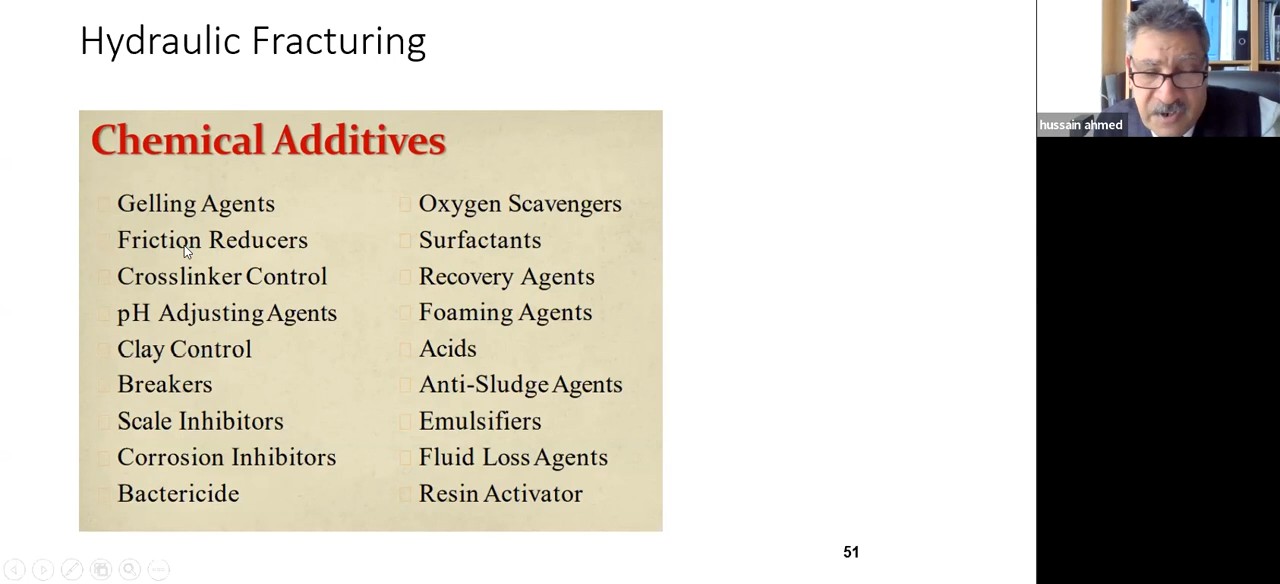 Hydraulic Fracturing
Chemical Additives
Gelling Agents
Friction Reducers
Crosslinker Control
pH Adjusting Agents
Clay Control
Breakers
Scale Inhibitors
Corrosion Inhibitors
Bactericide
Oxygen Scavengers
Surfactants
Recovery Agents
Foaming Agents
Acids
Anti-Sludge Agents
Emulsifiers
Fluid Loss Agents
Resin Activator
51
hussain ahmed